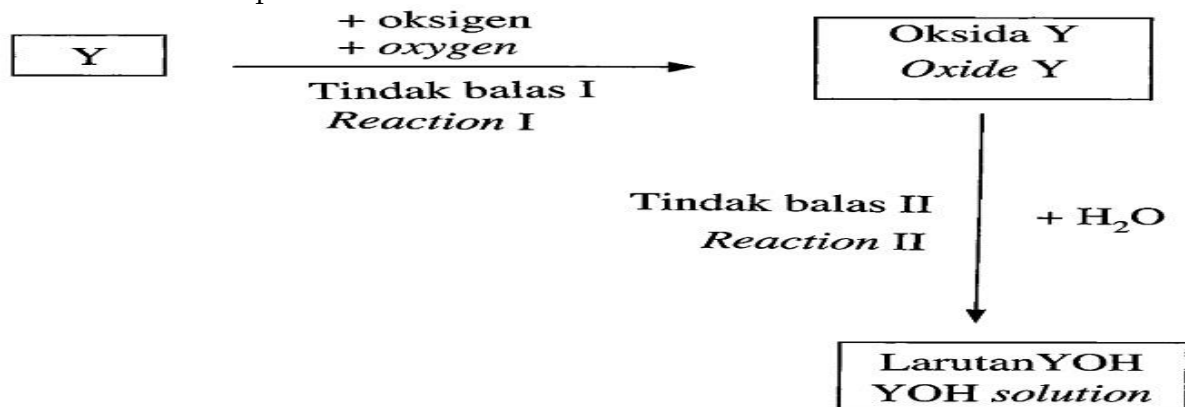 + oksigen
+ oxygen
Y
Tindak balas I
Reaction I
Oksida Y
Oxide Y
Tindak balas II
Reaction II
+ H₂O
LarutanYOH
YOH solution